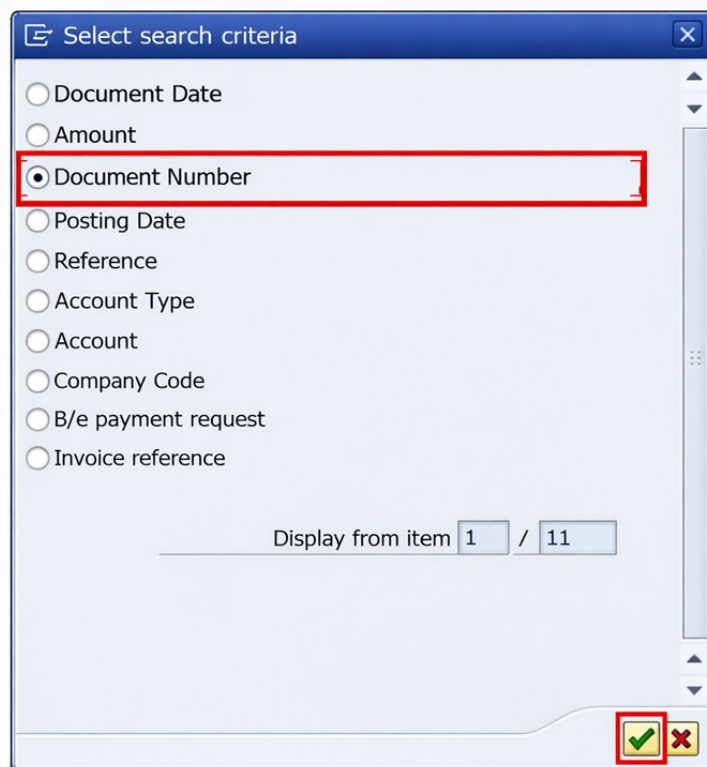 Select search criteria
Document Date
Amount
Document Number
Posting Date
Reference
Account Type
Account
Company Code
B/e payment request
Invoice reference
Display from item 1 / 11